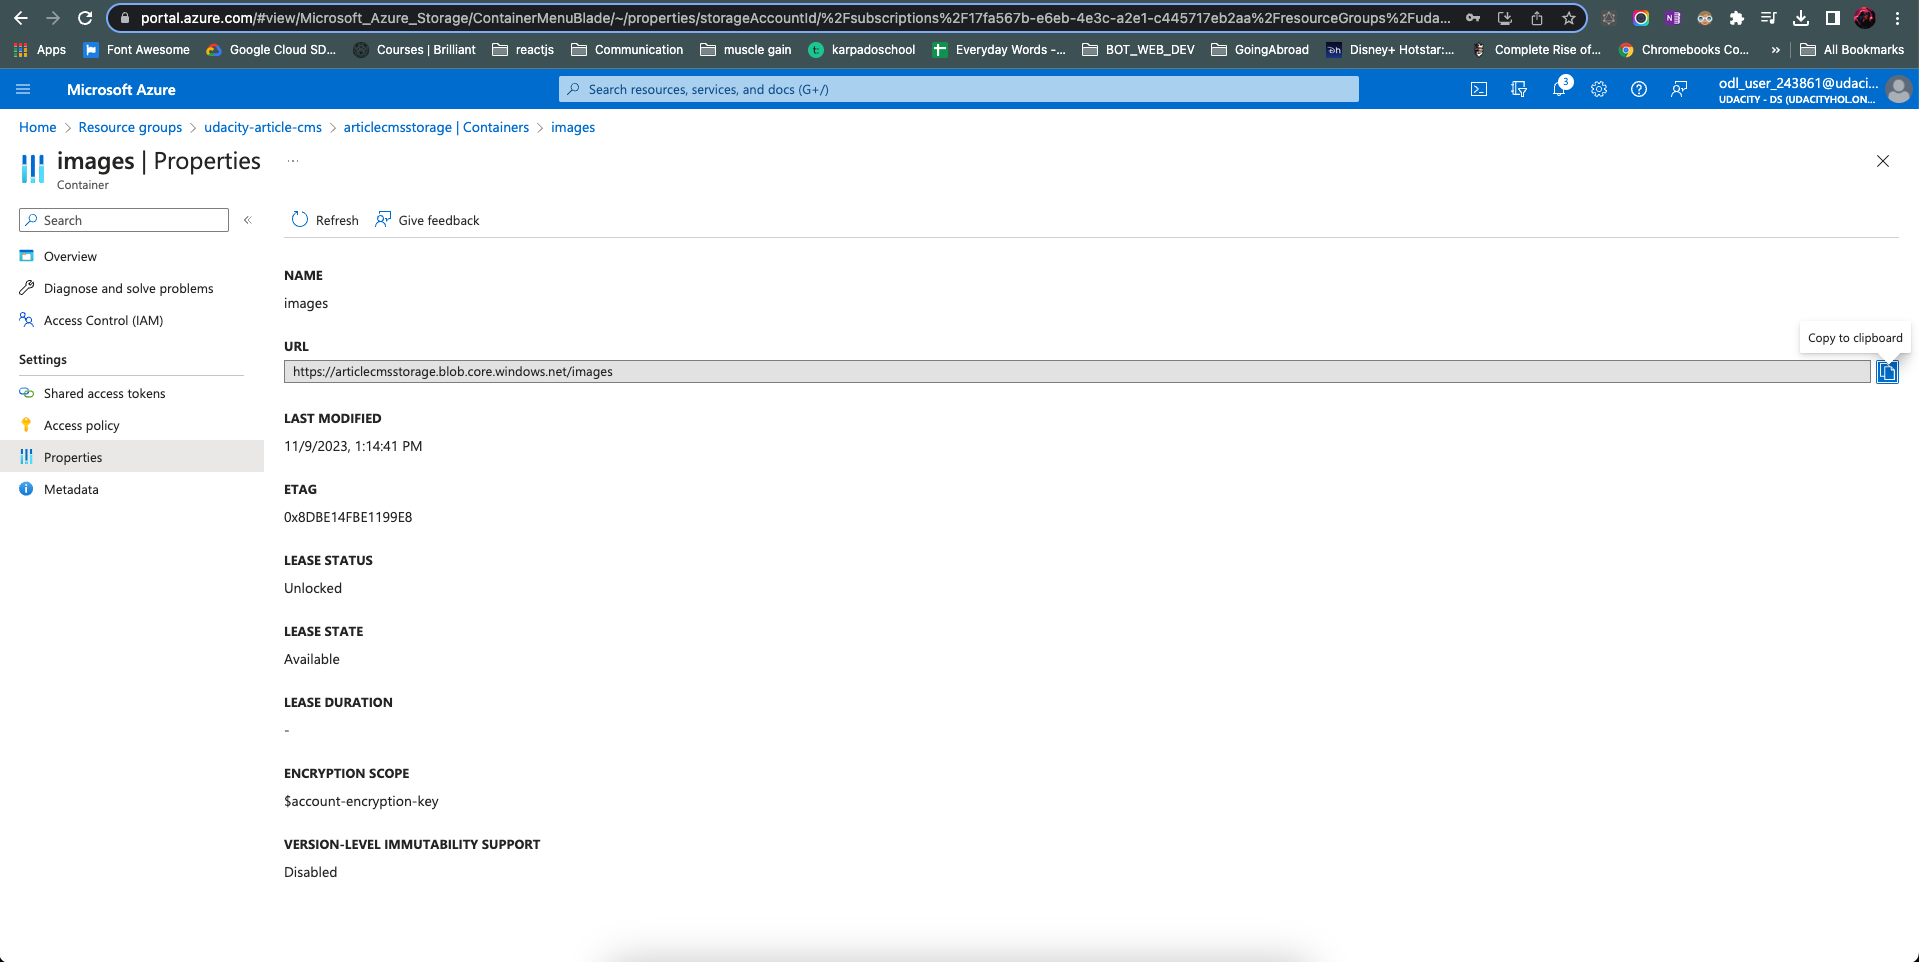 portal.azure.com/#view/Microsoft_Azure_Storage/ContainerMenuBlade/~/properties/storageAccountId/%2Fsubscriptions%2F17fa567b-e6eb-4e3c-a2e1-c445717eb2aa%2FresourceGroups%2Fuda...
Apps Font Awesome Google Cloud SD... Courses | Brilliant reactjs Communication muscle gain karpadoschool Everyday Words -... BOT_WEB_DEV GoingAbroad Disney+ Hotstar:... Complete Rise of... Chromebooks Co... » All Bookmarks
Microsoft Azure Search resources, services, and docs (G+/) 3 odl_user_243861@udaci...
UDACITY - DS (UDACITYHOL.ON...
Home > Resource groups > udacity-article-cms > articlecmsstorage | Containers > images
images | Properties ...
Container
Search «
Refresh Give feedback
Overview
Diagnose and solve problems
Access Control (IAM)
Settings
Shared access tokens
Access policy
Properties
Metadata
NAME
images
URL
Copy to clipboard
https://articlecmsstorage.blob.core.windows.net/images
LAST MODIFIED
11/9/2023, 1:14:41 PM
ETAG
0x8DBE14FBE1199E8
LEASE STATUS
Unlocked
LEASE STATE
Available
LEASE DURATION
-
ENCRYPTION SCOPE
$account-encryption-key
VERSION-LEVEL IMMUTABILITY SUPPORT
Disabled